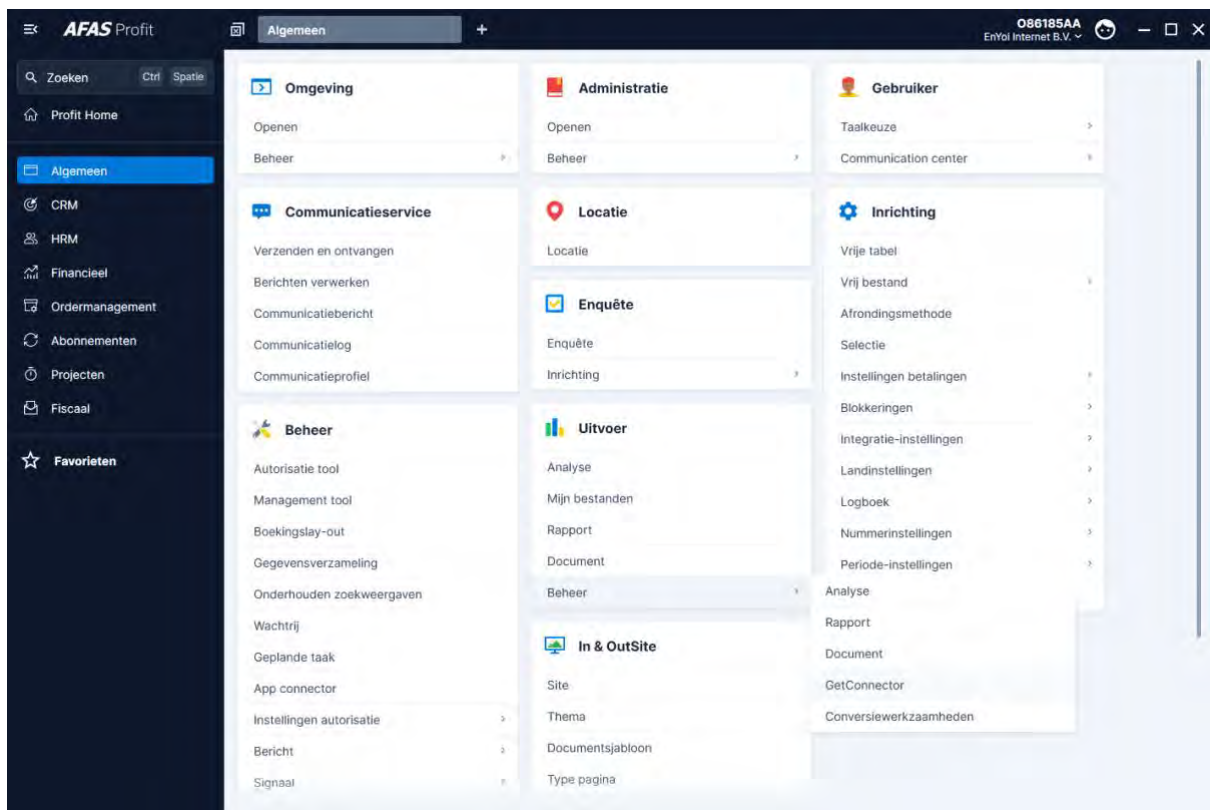 AFAS Profit
Algemeen
O86185AA
EnYoi Internet B.V.
Zoeken Ctrl Spatie
Profit Home
Algemeen
CRM
HRM
Financieel
Ordermanagement
Abonnementen
Projecten
Fiscaal
Favorieten
Omgeving
Openen
Beheer
Communicatieservice
Verzenden en ontvangen
Berichten verwerken
Communicatiebericht
Communicatielog
Communicatieprofiel
Beheer
Autorisatie tool
Management tool
Boekingslay-out
Gegevensverzameling
Onderhouden zoekweergaven
Wachtrij
Geplande taak
App connector
Instellingen autorisatie
Bericht
Signaal
Administratie
Openen
Beheer
Locatie
Locatie
Enquête
Enquête
Inrichting
Uitvoer
Analyse
Mijn bestanden
Rapport
Document
Beheer
In & OutSite
Site
Thema
Documentsjabloon
Type pagina
Gebruiker
Taalkeuze
Communication center
Inrichting
Vrije tabel
Vrij bestand
Afrondingsmethode
Selectie
Instellingen betalingen
Blokkeringen
Integratie-instellingen
Landinstellingen
Logboek
Nummerinstellingen
Periode-instellingen
Analyse
Rapport
Document
GetConnector
Conversiewerkzaamheden